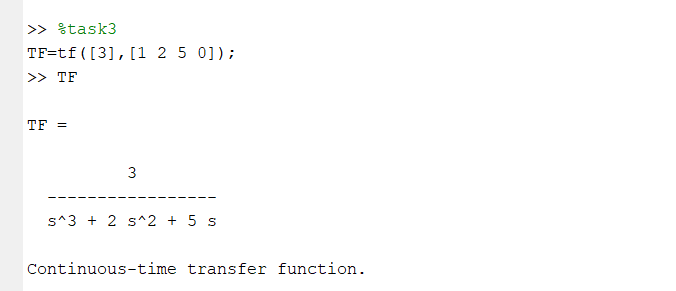 >> %task3
TF=tf([3],[1 2 5 0]);
>> TF
TF =
3
-----------------
s^3 + 2 s^2 + 5 s
Continuous-time transfer function.